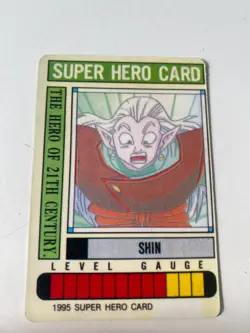 SUPER HERO CARD
THE HERO OF 21TH CENTURY.
SHIN
LEVEL GAUGE
1995 SUPER HERO CARD